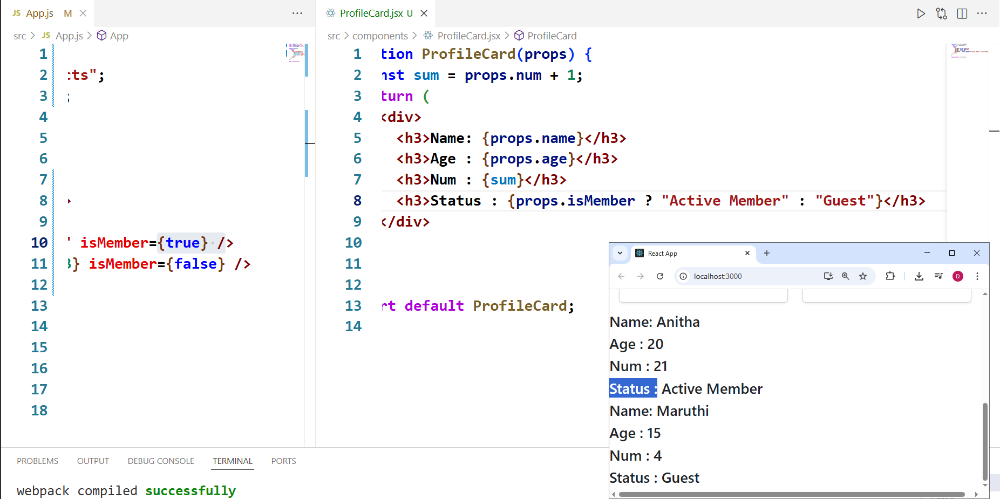 JS App.js M
src > JS App.js > App
1
2 cts";
3 ;
4
5
6
7
8 >
9
10 " isMember={true} />
11 3} isMember={false} />
12
13
14
15
16
17
18
ProfileCard.jsx U
src > components > ProfileCard.jsx > ProfileCard
1 tion ProfileCard(props) {
2 nst sum = props.num + 1;
3 turn (
4 <div>
5 <h3>Name: {props.name}</h3>
6 <h3>Age : {props.age}</h3>
7 <h3>Num : {sum}</h3>
8 <h3>Status : {props.isMember ? "Active Member" : "Guest"}</h3>
9 </div>
10
11
12
13 rt default ProfileCard;
14
React App
localhost:3000
D
Name: Anitha
Age : 20
Num : 21
Status : Active Member
Name: Maruthi
Age : 15
Num : 4
Status : Guest
PROBLEMS OUTPUT DEBUG CONSOLE TERMINAL PORTS
webpack compiled successfully